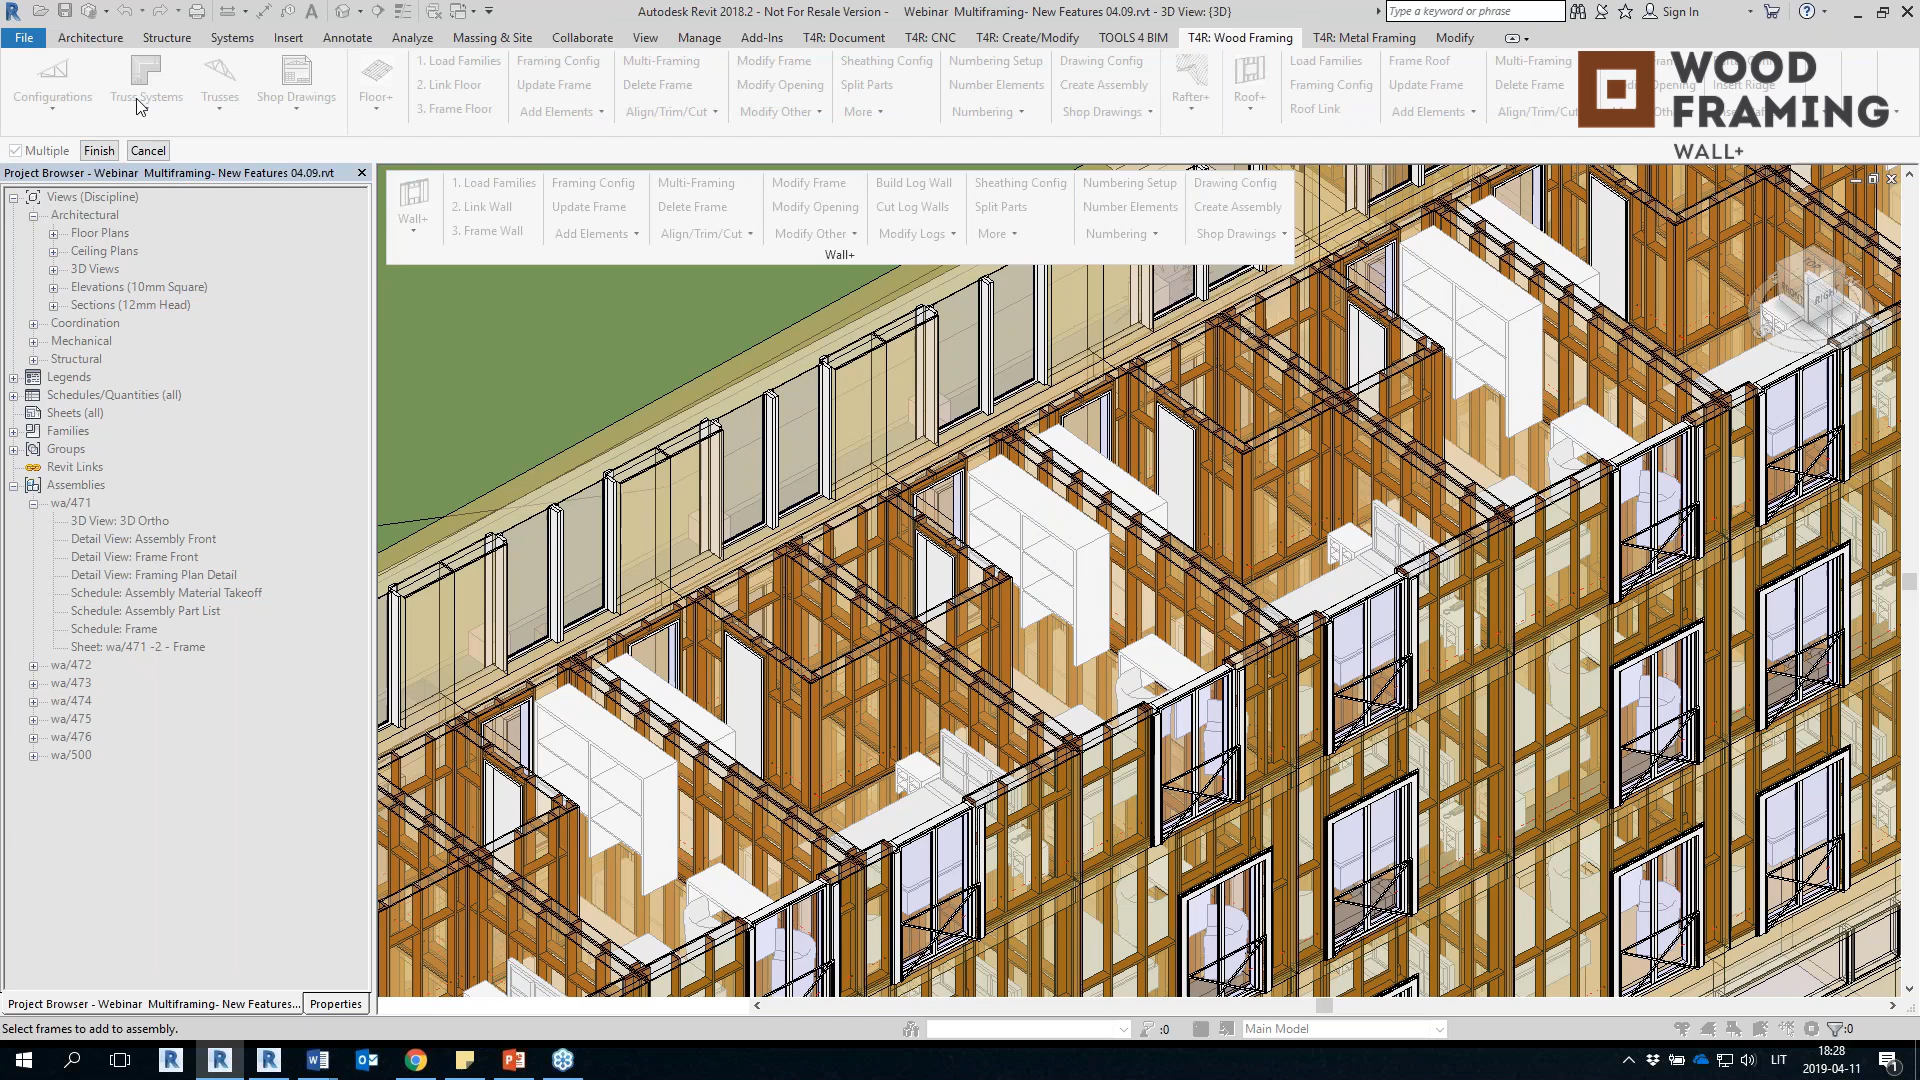 Autodesk Revit 2018.2 - Not For Resale Version -    Webinar Multiframing- New Features 04.09.rvt - 3D View: {3D}
Type a keyword or phrase
Sign In
File Architecture Structure Systems Insert Annotate Analyze Massing & Site Collaborate View Manage Add-Ins T4R: Document T4R: CNC T4R: Create/Modify TOOLS 4 BIM T4R: Wood Framing T4R: Metal Framing Modify
Configurations Truss Systems Trusses Shop Drawings Floor+
1. Load Families Framing Config Multi-Framing Modify Frame Sheathing Config Numbering Setup Drawing Config
2. Link Floor Update Frame Delete Frame Modify Opening Split Parts Number Elements Create Assembly
3. Frame Floor Add Elements Align/Trim/Cut Modify Other More Numbering Shop Drawings
Rafter+ Roof+
Load Families Frame Roof Multi-Framing
Framing Config Update Frame Delete Frame
Roof Link Add Elements
WOOD
FRAMING
WALL+
Multiple Finish Cancel
Project Browser - Webinar Multiframing- New Features 04.09.rvt
Views (Discipline)
Architectural
Floor Plans
Ceiling Plans
3D Views
Elevations (10mm Square)
Sections (12mm Head)
Coordination
Mechanical
Structural
Legends
Schedules/Quantities (all)
Sheets (all)
Families
Groups
Revit Links
Assemblies
wa/471
3D View: 3D Ortho
Detail View: Assembly Front
Detail View: Frame Front
Detail View: Framing Plan Detail
Schedule: Assembly Material Takeoff
Schedule: Assembly Part List
Schedule: Frame
Sheet: wa/471 -2 - Frame
wa/472
wa/473
wa/474
wa/475
wa/476
wa/500
Wall+
1. Load Families Framing Config Multi-Framing Modify Frame Build Log Wall Sheathing Config Numbering Setup Drawing Config
2. Link Wall Update Frame Delete Frame Modify Opening Cut Log Walls Split Parts Number Elements Create Assembly
3. Frame Wall Add Elements Align/Trim/Cut Modify Other Modify Logs More Numbering Shop Drawings
Wall+
RIGHT
Project Browser - Webinar Multiframing- New Features... Properties
Select frames to add to assembly.
:0
Main Model
:0
LIT
18:28
2019-04-11
1